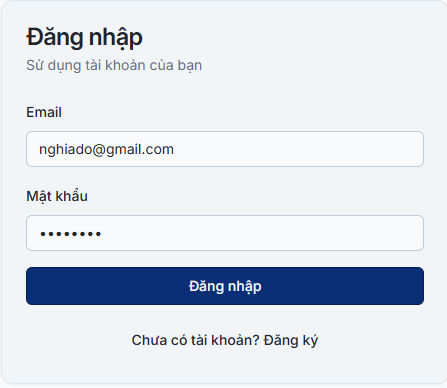 Đăng nhập
Sử dụng tài khoản của bạn
Email
nghiado@gmail.com
Mật khẩu
••••••••
Đăng nhập
Chưa có tài khoản? Đăng ký